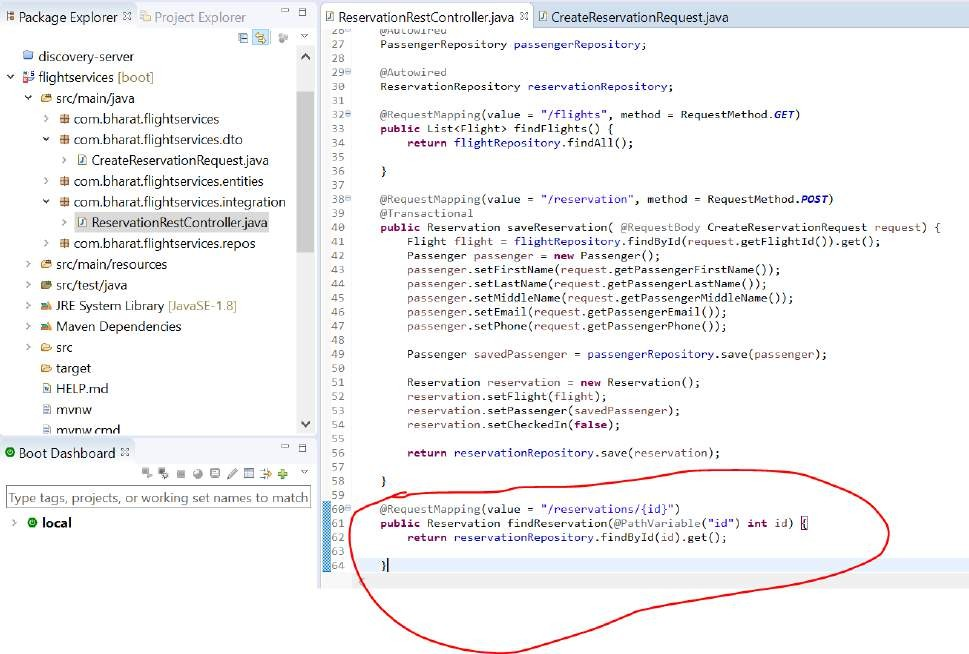 Package Explorer
Project Explorer
discovery-server
flightservices [boot]
src/main/java
com.bharat.flightservices
com.bharat.flightservices.dto
CreateReservationRequest.java
com.bharat.flightservices.entities
com.bharat.flightservices.integration
ReservationRestController.java
com.bharat.flightservices.repos
src/main/resources
src/test/java
JRE System Library [JavaSE-1.8]
Maven Dependencies
src
target
HELP.md
mvnw
mvnw.cmd
Boot Dashboard
Type tags, projects, or working set names to match
local
ReservationRestController.java
CreateReservationRequest.java
26 @Autowired
27 PassengerRepository passengerRepository;
28
29 @Autowired
30 ReservationRepository reservationRepository;
31
32 @RequestMapping(value = "/flights", method = RequestMethod.GET)
33 public List<Flight> findFlights() {
34 return flightRepository.findAll();
35
36 }
37
38 @RequestMapping(value = "/reservation", method = RequestMethod.POST)
39 @Transactional
40 public Reservation saveReservation( @RequestBody CreateReservationRequest request) {
41 Flight flight = flightRepository.findById(request.getFlightId()).get();
42 Passenger passenger = new Passenger();
43 passenger.setFirstName(request.getPassengerFirstName());
44 passenger.setLastName(request.getPassengerLastName());
45 passenger.setMiddleName(request.getPassengerMiddleName());
46 passenger.setEmail(request.getPassengerEmail());
47 passenger.setPhone(request.getPassengerPhone());
48
49 Passenger savedPassenger = passengerRepository.save(passenger);
50
51 Reservation reservation = new Reservation();
52 reservation.setFlight(flight);
53 reservation.setPassenger(savedPassenger);
54 reservation.setCheckedIn(false);
55
56 return reservationRepository.save(reservation);
57
58 }
59
60 @RequestMapping(value = "/reservations/{id}")
61 public Reservation findReservation(@PathVariable("id") int id) {
62 return reservationRepository.findById(id).get();
63
64 }